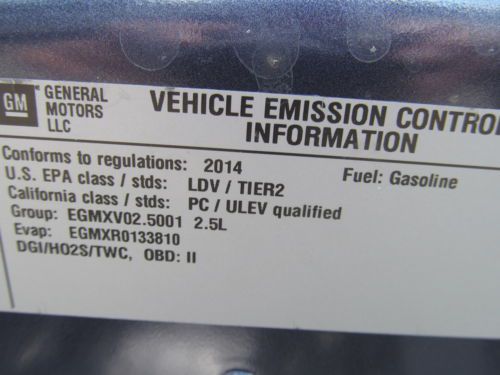 GM GENERAL MOTORS LLC
VEHICLE EMISSION CONTROL
INFORMATION
Conforms to regulations: 2014 Fuel: Gasoline
U.S. EPA class / stds: LDV / TIER2
California class / stds: PC / ULEV qualified
Group: EGMXV02.5001 2.5L
Evap: EGMXR0133810
DGI/HO2S/TWC, OBD: II